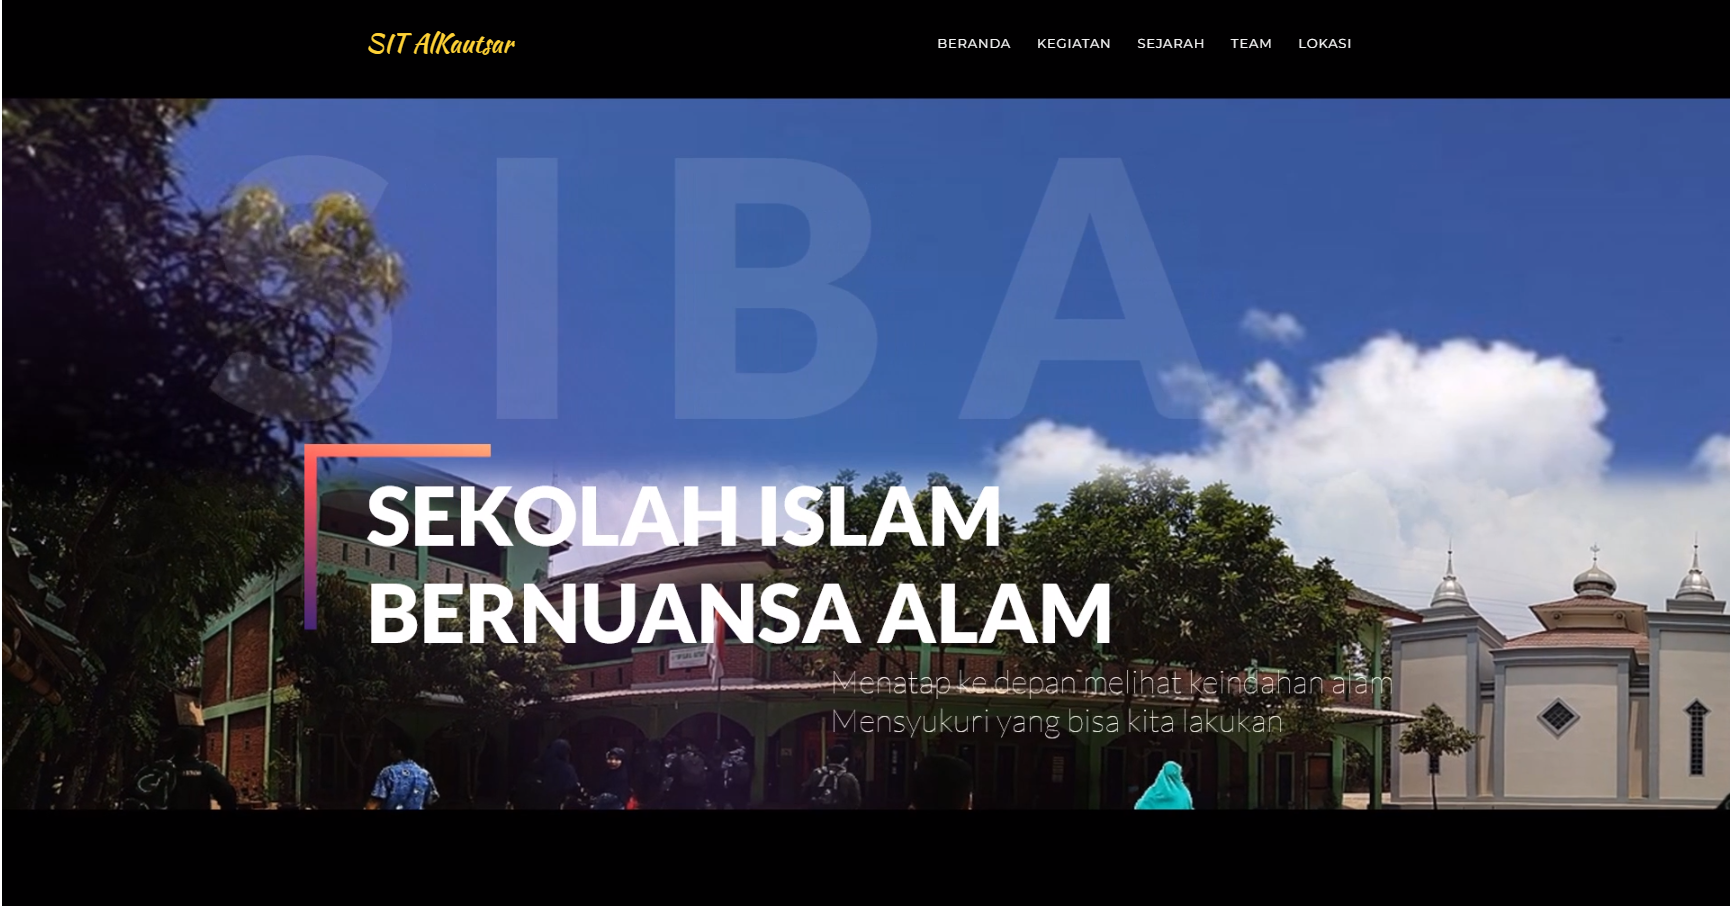 SIT AlKautsar
BERANDA KEGIATAN SEJARAH TEAM LOKASI
SIBA
SEKOLAH ISLAM
BERNUANSA ALAM
Menatap ke depan melihat keindahan alam
Mensyukuri yang bisa kita lakukan